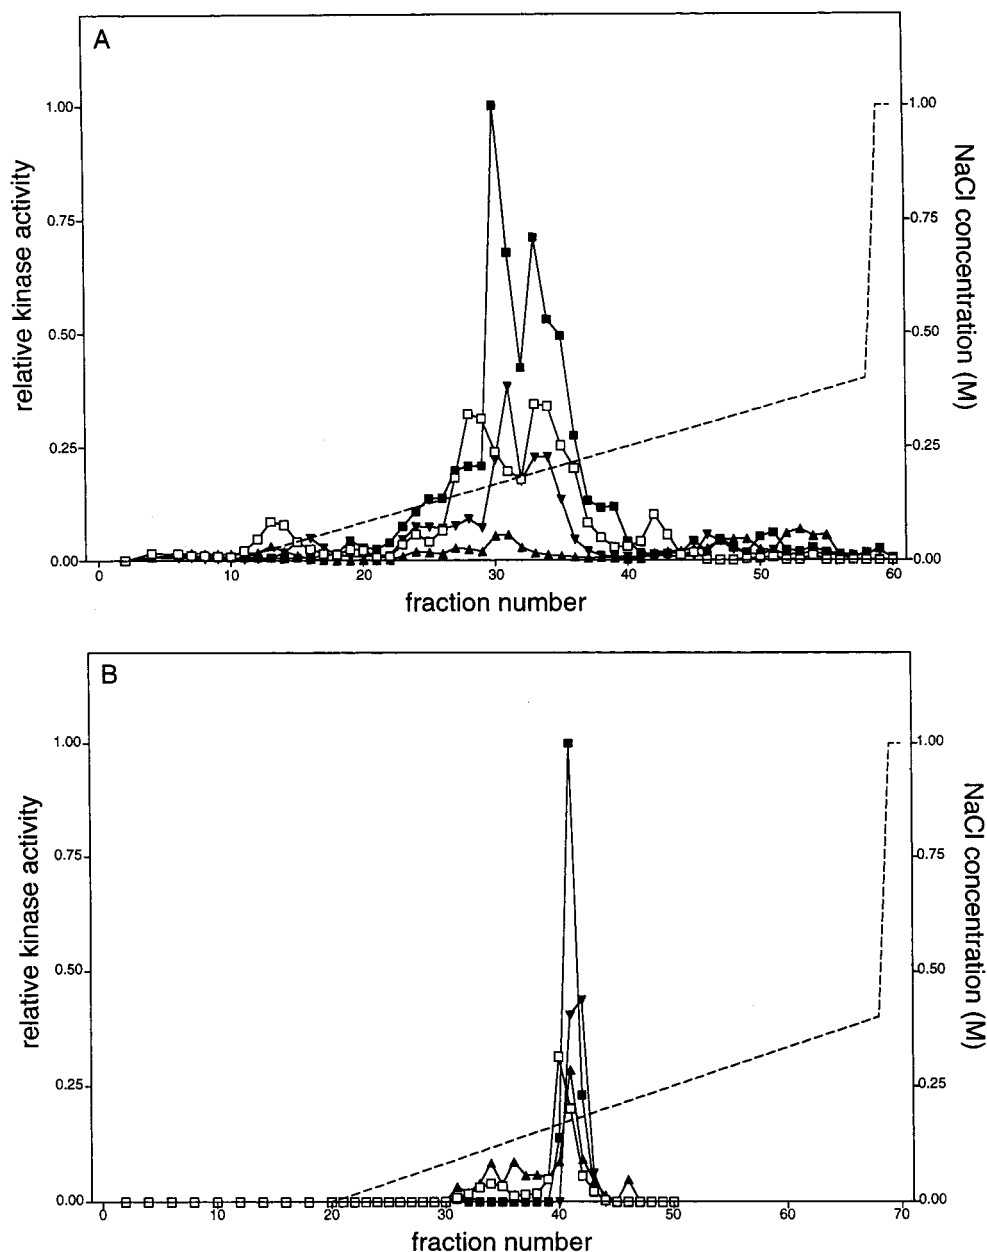 A
relative kinase activity
1.00
0.75
0.50
0.25
0.00
NaCl concentration (M)
1.00
0.75
0.50
0.25
0.00
0 10 20 30 40 50 60
fraction number
B
relative kinase activity
1.00
0.75
0.50
0.25
0.00
NaCl concentration (M)
1.00
0.75
0.50
0.25
0.00
0 10 20 30 40 50 60 70
fraction number